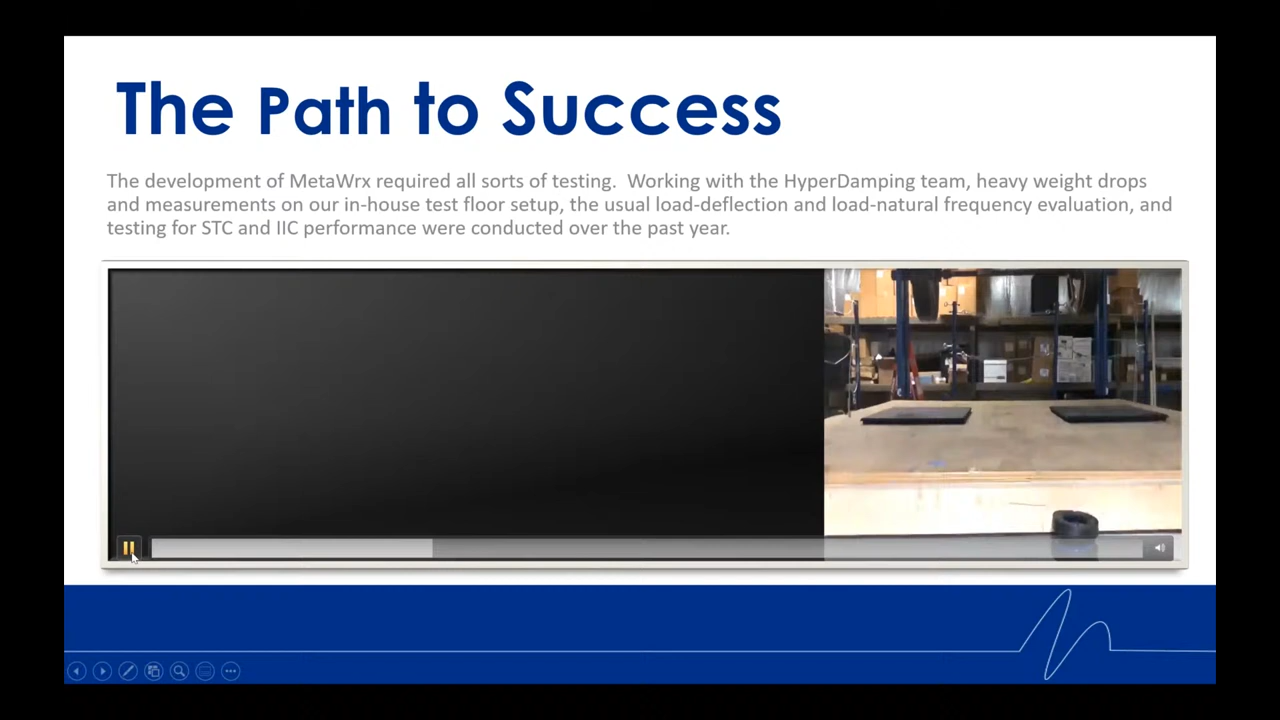 The Path to Success
The development of MetaWrx required all sorts of testing.  Working with the HyperDamping team, heavy weight drops
and measurements on our in-house test floor setup, the usual load-deflection and load-natural frequency evaluation, and
testing for STC and IIC performance were conducted over the past year.